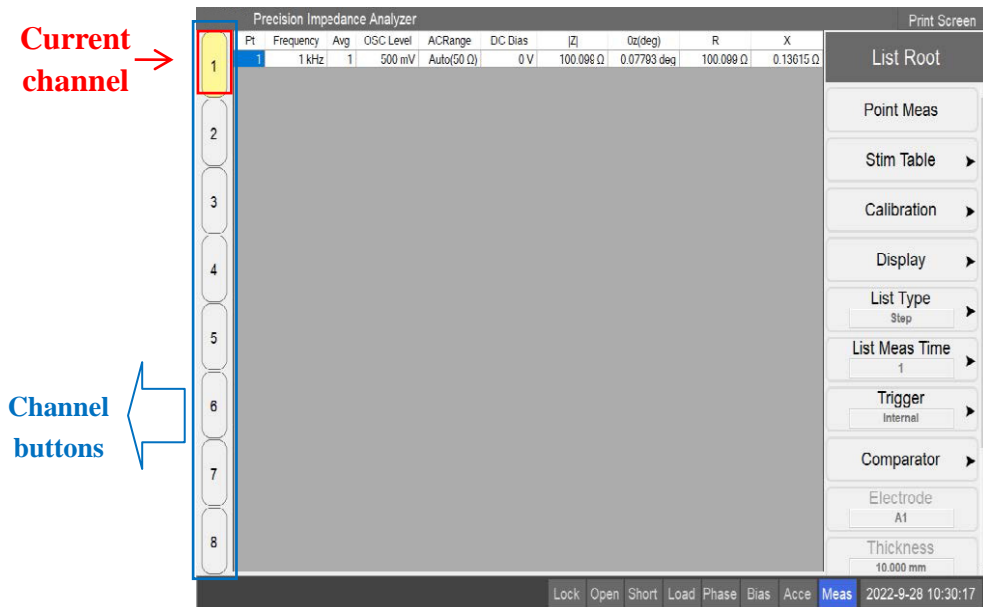 Precision Impedance Analyzer
Print Screen
Current
channel
Channel
buttons
1
2
3
4
5
6
7
8
Pt Frequency Avg OSC Level ACRange DC Bias |Z| θz(deg) R X
1 1 kHz 1 500 mV Auto(50 Ω) 0 V 100.099 Ω 0.07793 deg 100.099 Ω 0.13615 Ω
List Root
Point Meas
Stim Table
Calibration
Display
List Type
Step
List Meas Time
1
Trigger
Internal
Comparator
Electrode
A1
Thickness
10.000 mm
Lock Open Short Load Phase Bias Acce Meas 2022-9-28 10:30:17